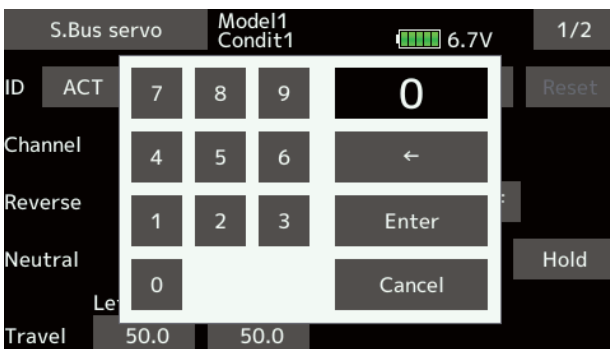 S.Bus servo
Model1
Condit1
6.7V
1/2
ID ACT Reset
7 8 9 0
Channel
4 5 6 ←
Reverse
1 2 3 Enter
Neutral Hold
0 Cancel
Travel 50.0 50.0